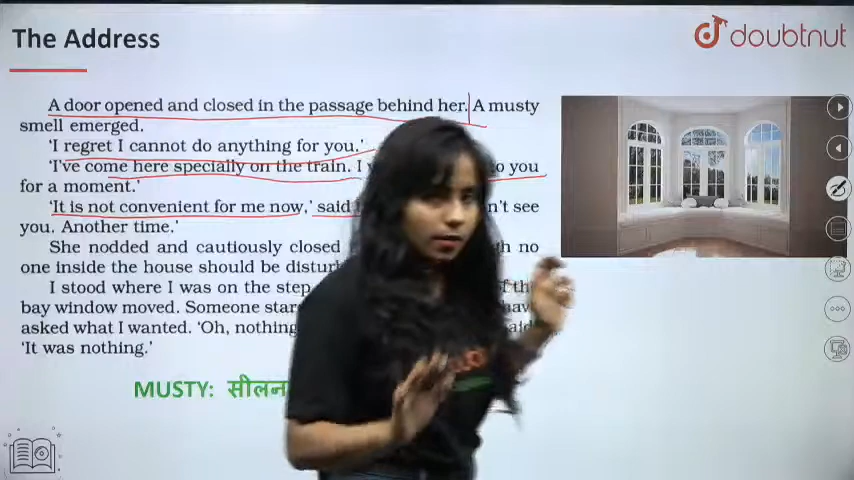 The Address
doubtnut
A door opened and closed in the passage behind her. A musty
smell emerged.
‘I regret I cannot do anything for you.’
‘I’ve come here specially on the train. I o you
for a moment.’
‘It is not convenient for me now,’ said n’t see
you. Another time.’
She nodded and cautiously closed no
one inside the house should be
I stood where I was on the step
bay window moved. Someone
asked what I wanted. ‘Oh, nothing
‘It was nothing.’
MUSTY: सीलन